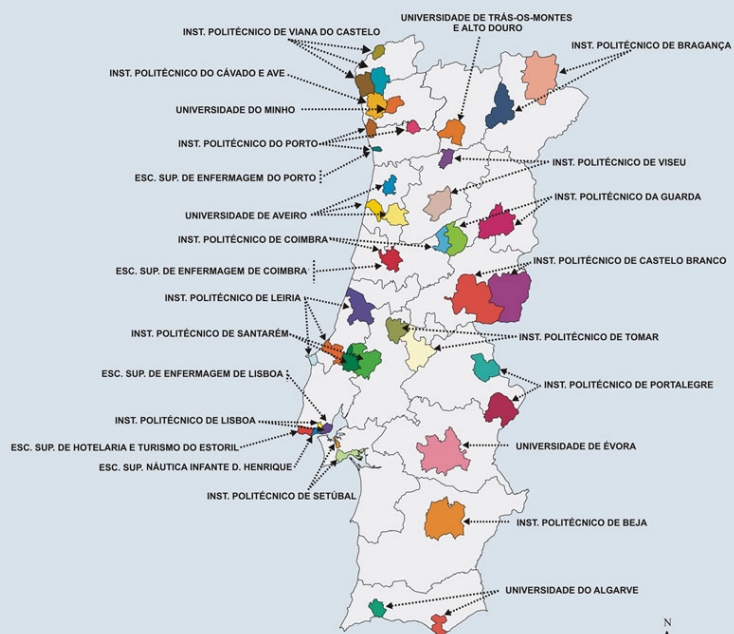 UNIVERSIDADE DE TRÁS-OS-MONTES
E ALTO DOURO
INST. POLITÉCNICO DE VIANA DO CASTELO
INST. POLITÉCNICO DE BRAGANÇA
INST. POLITÉCNICO DO CÁVADO E AVE
UNIVERSIDADE DO MINHO
INST. POLITÉCNICO DO PORTO
INST. POLITÉCNICO DE VISEU
ESC. SUP. DE ENFERMAGEM DO PORTO
INST. POLITÉCNICO DA GUARDA
UNIVERSIDADE DE AVEIRO
INST. POLITÉCNICO DE COIMBRA
INST. POLITÉCNICO DE CASTELO BRANCO
ESC. SUP. DE ENFERMAGEM DE COIMBRA
INST. POLITÉCNICO DE LEIRIA
INST. POLITÉCNICO DE SANTARÉM
INST. POLITÉCNICO DE TOMAR
ESC. SUP. DE ENFERMAGEM DE LISBOA
INST. POLITÉCNICO DE PORTALEGRE
INST. POLITÉCNICO DE LISBOA
ESC. SUP. DE HOTELARIA E TURISMO DO ESTORIL
UNIVERSIDADE DE ÉVORA
ESC. SUP. NÁUTICA INFANTE D. HENRIQUE
INST. POLITÉCNICO DE SETÚBAL
INST. POLITÉCNICO DE BEJA
UNIVERSIDADE DO ALGARVE
N